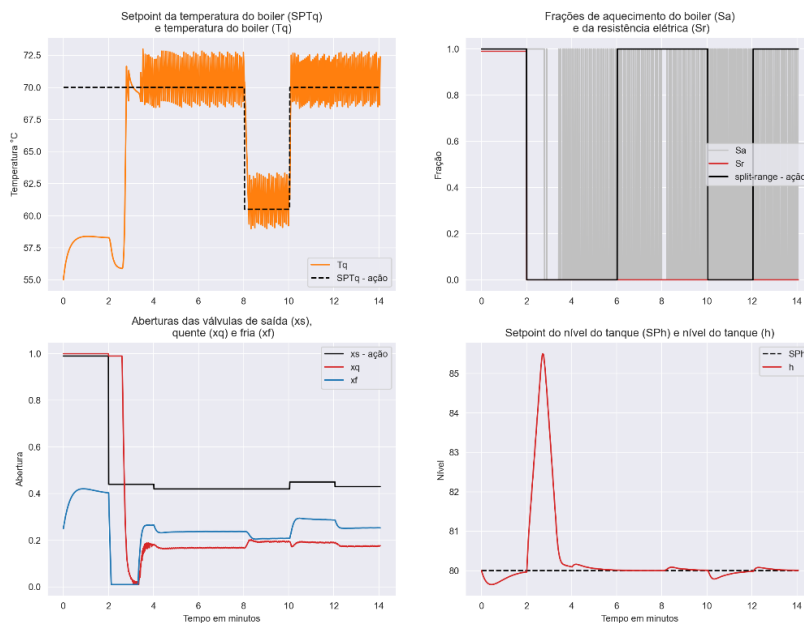 Setpoint da temperatura do boiler (SPTq)
e temperatura do boiler (Tq)
72.5
70.0
67.5
65.0
62.5
60.0
57.5
55.0
Temperatura °C
Tq
SPTq - ação
0 2 4 6 8 10 12 14
Frações de aquecimento do boiler (Sa)
e da resistência elétrica (Sr)
1.0
0.8
0.6
0.4
0.2
0.0
Fração
Sa
Sr
split-range - ação
0 2 4 6 8 10 12 14
Aberturas das válvulas de saída (xs),
quente (xq) e fria (xf)
1.0
0.8
0.6
0.4
0.2
0.0
Abertura
xs - ação
xq
xf
0 2 4 6 8 10 12 14
Tempo em minutos
Setpoint do nível do tanque (SPh) e nível do tanque (h)
85
84
83
82
81
80
Nível
SPh
h
0 2 4 6 8 10 12 14
Tempo em minutos